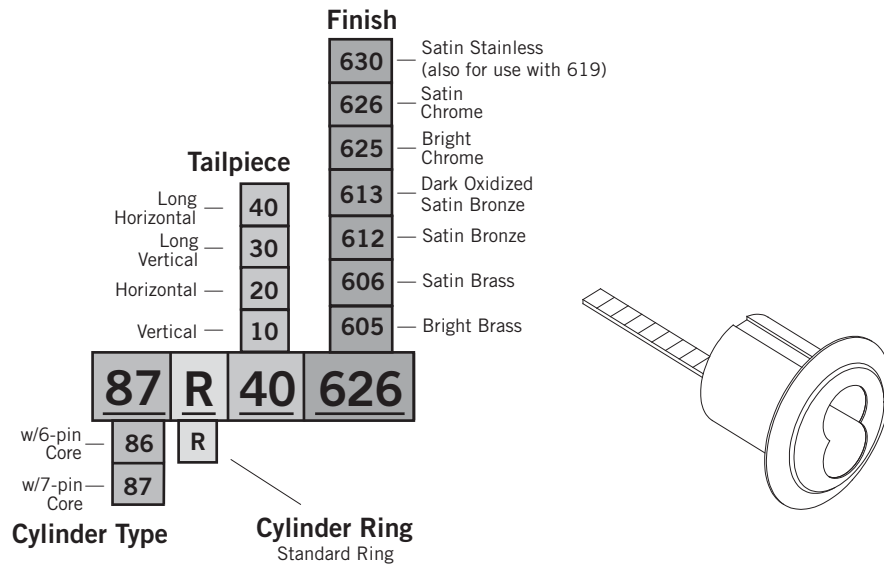 Finish
630
Satin Stainless
(also for use with 619)
626
Satin
Chrome
625
Bright
Chrome
Tailpiece
613
Dark Oxidized
Satin Bronze
Long
Horizontal
40
612
Satin Bronze
Long
Vertical
30
Horizontal
20
606
Satin Brass
Vertical
10
605
Bright Brass
87 R 40 626
w/6-pin
Core
86
R
w/7-pin
Core
87
Cylinder Type
Cylinder Ring
Standard Ring